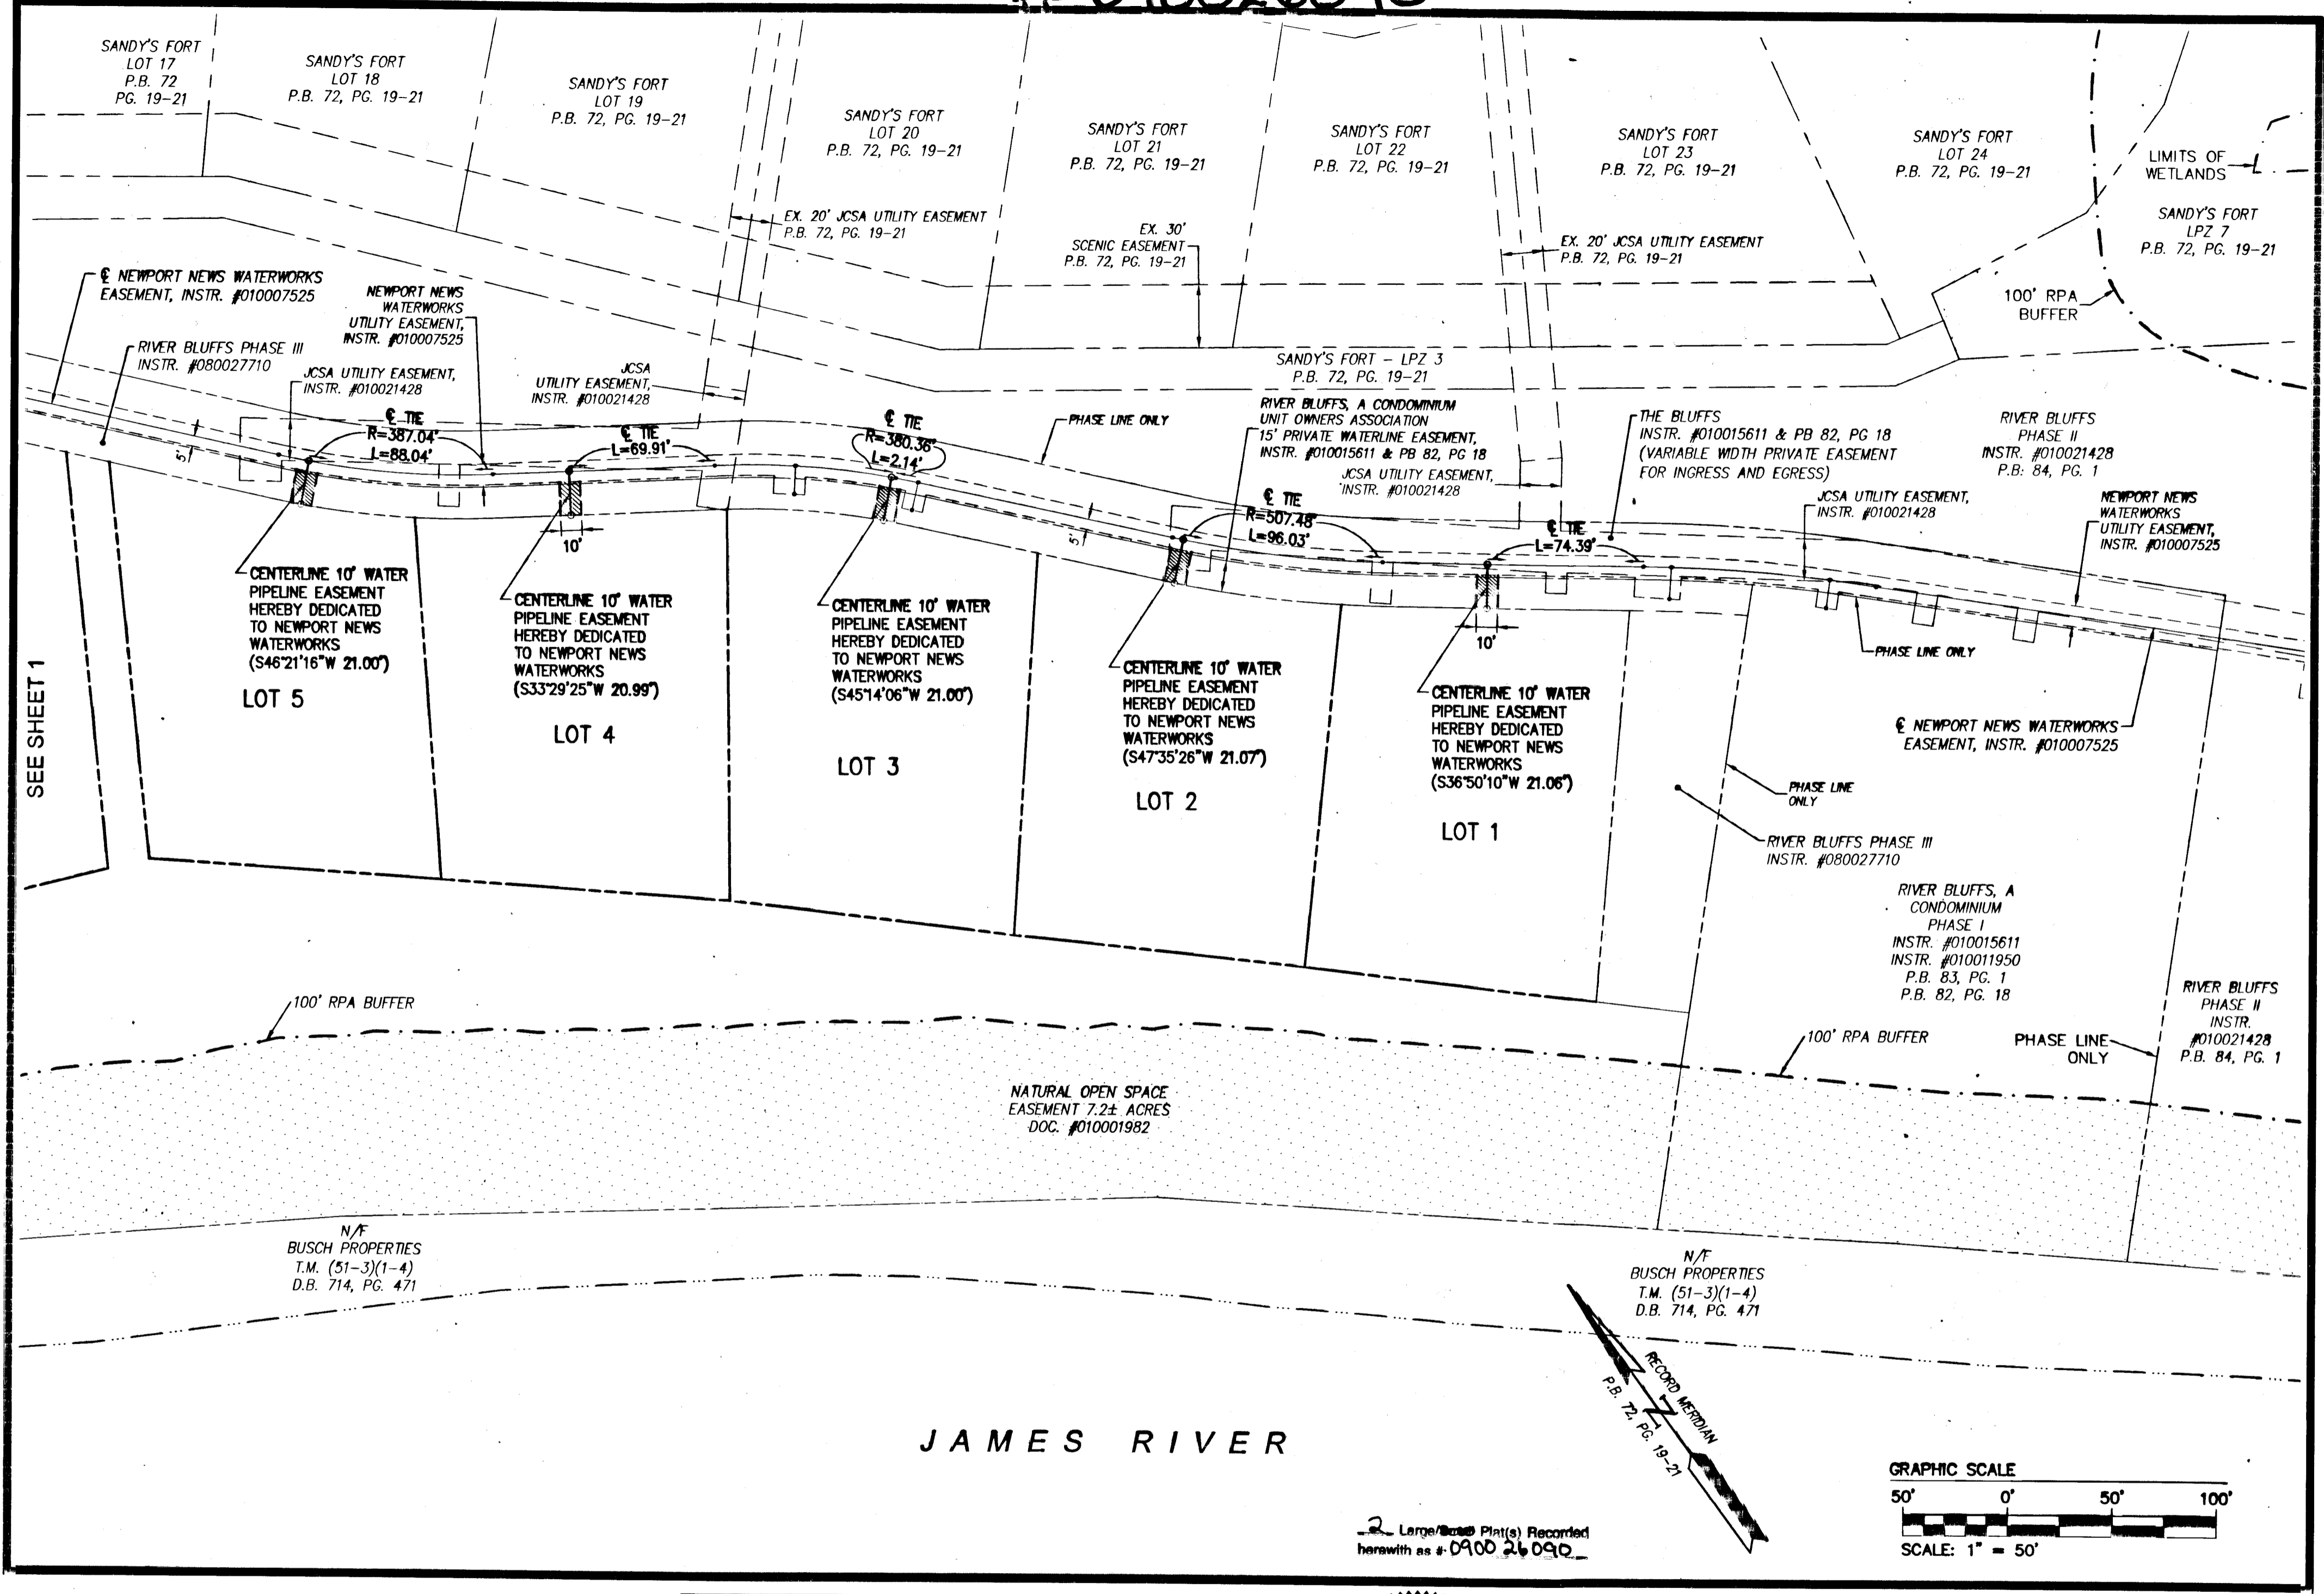 SANDY'S FORT
LOT 17
P.B. 72
PG. 19-21
SANDY'S FORT
LOT 18
P.B. 72, PG. 19-21
SANDY'S FORT
LOT 19
P.B. 72, PG. 19-21
SANDY'S FORT
LOT 20
P.B. 72, PG. 19-21
SANDY'S FORT
LOT 21
P.B. 72, PG. 19-21
SANDY'S FORT
LOT 22
P.B. 72, PG. 19-21
SANDY'S FORT
LOT 23
P.B. 72, PG. 19-21
SANDY'S FORT
LOT 24
P.B. 72, PG. 19-21
LIMITS OF
WETLANDS
SANDY'S FORT
LPZ 7
P.B. 72, PG. 19-21
EX. 20' JCSA UTILITY EASEMENT
P.B. 72, PG. 19-21
EX. 30'
SCENIC EASEMENT
P.B. 72, PG. 19-21
EX. 20' JCSA UTILITY EASEMENT
P.B. 72, PG. 19-21
100' RPA
BUFFER
℄ NEWPORT NEWS WATERWORKS
EASEMENT, INSTR. #010007525
NEWPORT NEWS
WATERWORKS
UTILITY EASEMENT,
INSTR. #010007525
RIVER BLUFFS PHASE III
INSTR. #080027710
JCSA UTILITY EASEMENT,
INSTR. #010021428
JCSA
UTILITY EASEMENT,
INSTR. #010021428
SANDY'S FORT - LPZ 3
P.B. 72, PG. 19-21
℄ TIE
R=387.04'
L=88.04'
℄ TIE
L=69.91'
℄ TIE
R=380.36'
L=2.14'
PHASE LINE ONLY
RIVER BLUFFS, A CONDOMINIUM
UNIT OWNERS ASSOCIATION
15' PRIVATE WATERLINE EASEMENT,
INSTR. #010015611 & PB 82, PG 18
JCSA UTILITY EASEMENT,
INSTR. #010021428
THE BLUFFS
INSTR. #010015611 & PB 82, PG 18
(VARIABLE WIDTH PRIVATE EASEMENT
FOR INGRESS AND EGRESS)
RIVER BLUFFS
PHASE II
INSTR. #010021428
P.B. 84, PG. 1
JCSA UTILITY EASEMENT,
INSTR. #010021428
NEWPORT NEWS
WATERWORKS
UTILITY EASEMENT,
INSTR. #010007525
℄ TIE
R=507.48'
L=96.03'
℄ TIE
L=74.39'
5'
5'
10'
10'
CENTERLINE 10' WATER
PIPELINE EASEMENT
HEREBY DEDICATED
TO NEWPORT NEWS
WATERWORKS
(S46°21'16"W 21.00')
LOT 5
CENTERLINE 10' WATER
PIPELINE EASEMENT
HEREBY DEDICATED
TO NEWPORT NEWS
WATERWORKS
(S33°29'25"W 20.99')
LOT 4
CENTERLINE 10' WATER
PIPELINE EASEMENT
HEREBY DEDICATED
TO NEWPORT NEWS
WATERWORKS
(S45°14'06"W 21.00')
LOT 3
CENTERLINE 10' WATER
PIPELINE EASEMENT
HEREBY DEDICATED
TO NEWPORT NEWS
WATERWORKS
(S47°35'26"W 21.07')
LOT 2
CENTERLINE 10' WATER
PIPELINE EASEMENT
HEREBY DEDICATED
TO NEWPORT NEWS
WATERWORKS
(S36°50'10"W 21.06')
LOT 1
PHASE LINE ONLY
℄ NEWPORT NEWS WATERWORKS
EASEMENT, INSTR. #010007525
PHASE LINE
ONLY
RIVER BLUFFS PHASE III
INSTR. #080027710
SEE SHEET 1
RIVER BLUFFS, A
CONDOMINIUM
PHASE I
INSTR. #010015611
INSTR. #010011950
P.B. 83, PG. 1
P.B. 82, PG. 18
RIVER BLUFFS
PHASE II
INSTR.
#010021428
P.B. 84, PG. 1
100' RPA BUFFER
100' RPA BUFFER
PHASE LINE
ONLY
NATURAL OPEN SPACE
EASEMENT 7.2± ACRES
DOC. #010001982
N/F
BUSCH PROPERTIES
T.M. (51-3)(1-4)
D.B. 714, PG. 471
N/F
BUSCH PROPERTIES
T.M. (51-3)(1-4)
D.B. 714, PG. 471
RECORD MERIDIAN
P.B. 72, PG. 19-21
N
JAMES RIVER
2 Large/ Plat(s) Recorded
herewith as # 0900 26090
GRAPHIC SCALE
50' 0' 50' 100'
SCALE: 1" = 50'